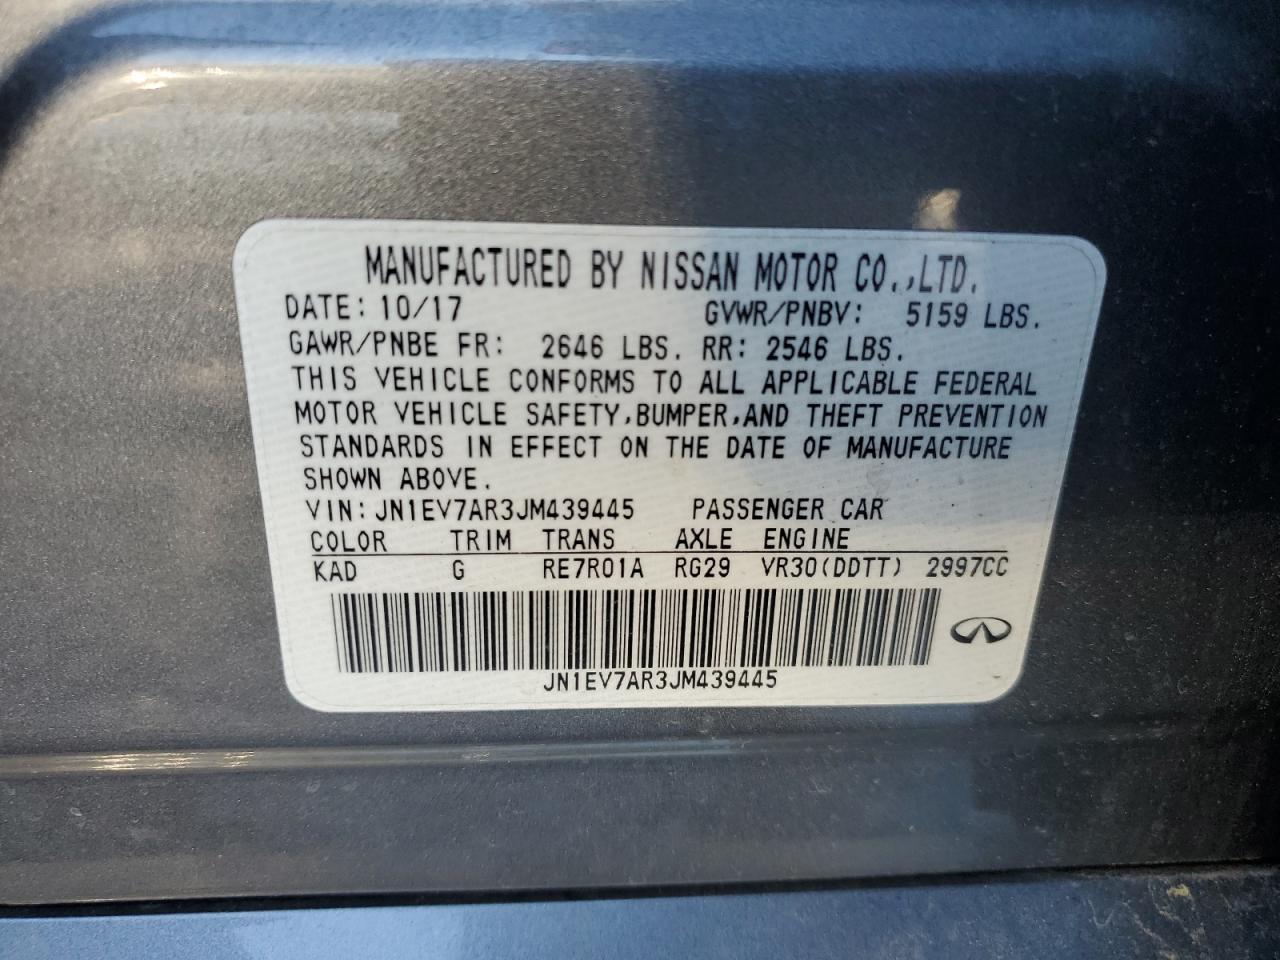 MANUFACTURED BY NISSAN MOTOR CO.,LTD.
DATE: 10/17 GVWR/PNBV: 5159 LBS.
GAWR/PNBE FR: 2646 LBS. RR: 2546 LBS.
THIS VEHICLE CONFORMS TO ALL APPLICABLE FEDERAL
MOTOR VEHICLE SAFETY,BUMPER,AND THEFT PREVENTION
STANDARDS IN EFFECT ON THE DATE OF MANUFACTURE
SHOWN ABOVE.
VIN:JN1EV7AR3JM439445 PASSENGER CAR
COLOR TRIM TRANS AXLE ENGINE
KAD G RE7R01A RG29 VR30(DDTT) 2997CC
JN1EV7AR3JM439445